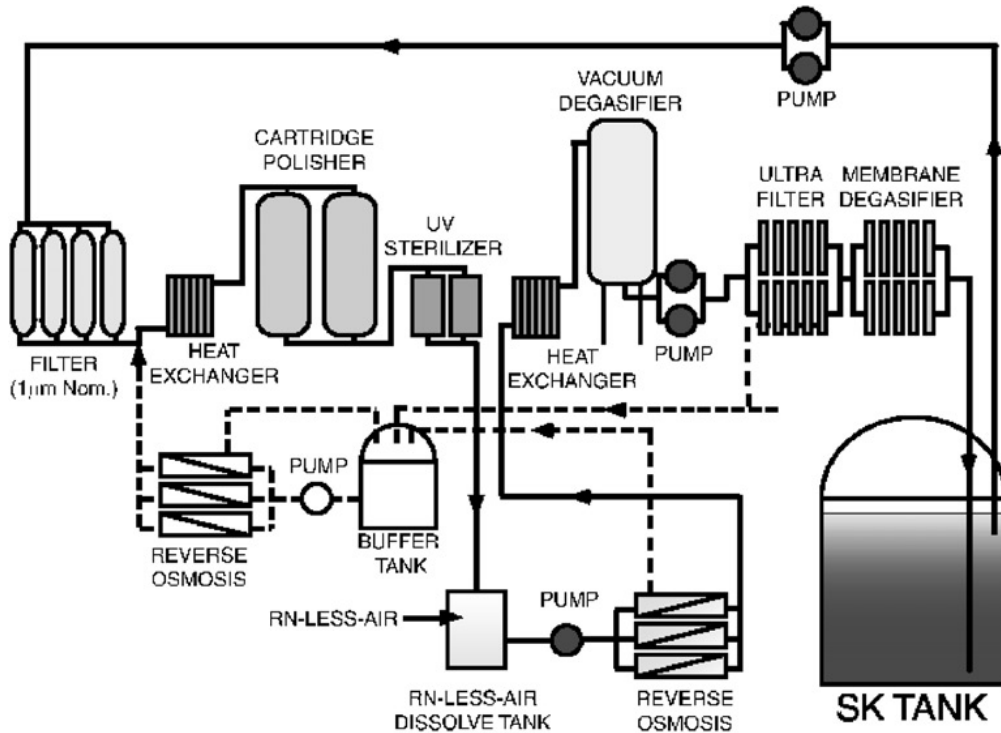 PUMP
VACUUM
DEGASIFIER
CARTRIDGE
POLISHER
ULTRA
FILTER
MEMBRANE
DEGASIFIER
UV
STERILIZER
FILTER
(1μm Nom.)
HEAT
EXCHANGER
HEAT
EXCHANGER
PUMP
PUMP
REVERSE
OSMOSIS
BUFFER
TANK
RN-LESS-AIR
PUMP
RN-LESS-AIR
DISSOLVE TANK
REVERSE
OSMOSIS
SK TANK